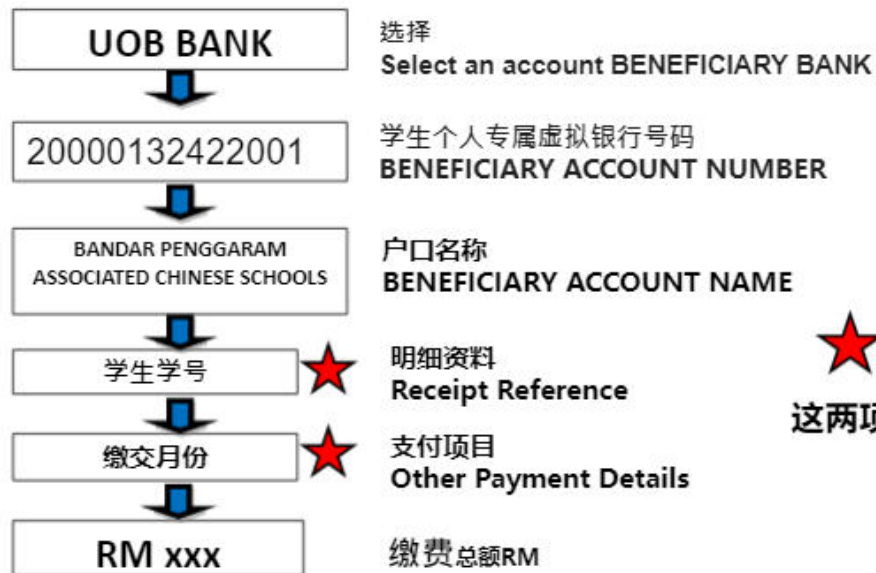 UOB BANK
选择
Select an account BENEFICIARY BANK
20000132422001
学生个人专属虚拟银行号码
BENEFICIARY ACCOUNT NUMBER
BANDAR PENGGARAM
ASSOCIATED CHINESE SCHOOLS
户口名称
BENEFICIARY ACCOUNT NAME
学生学号
明细资料
Receipt Reference
这两项
缴交月份
支付项目
Other Payment Details
RM xxx
缴费总额RM